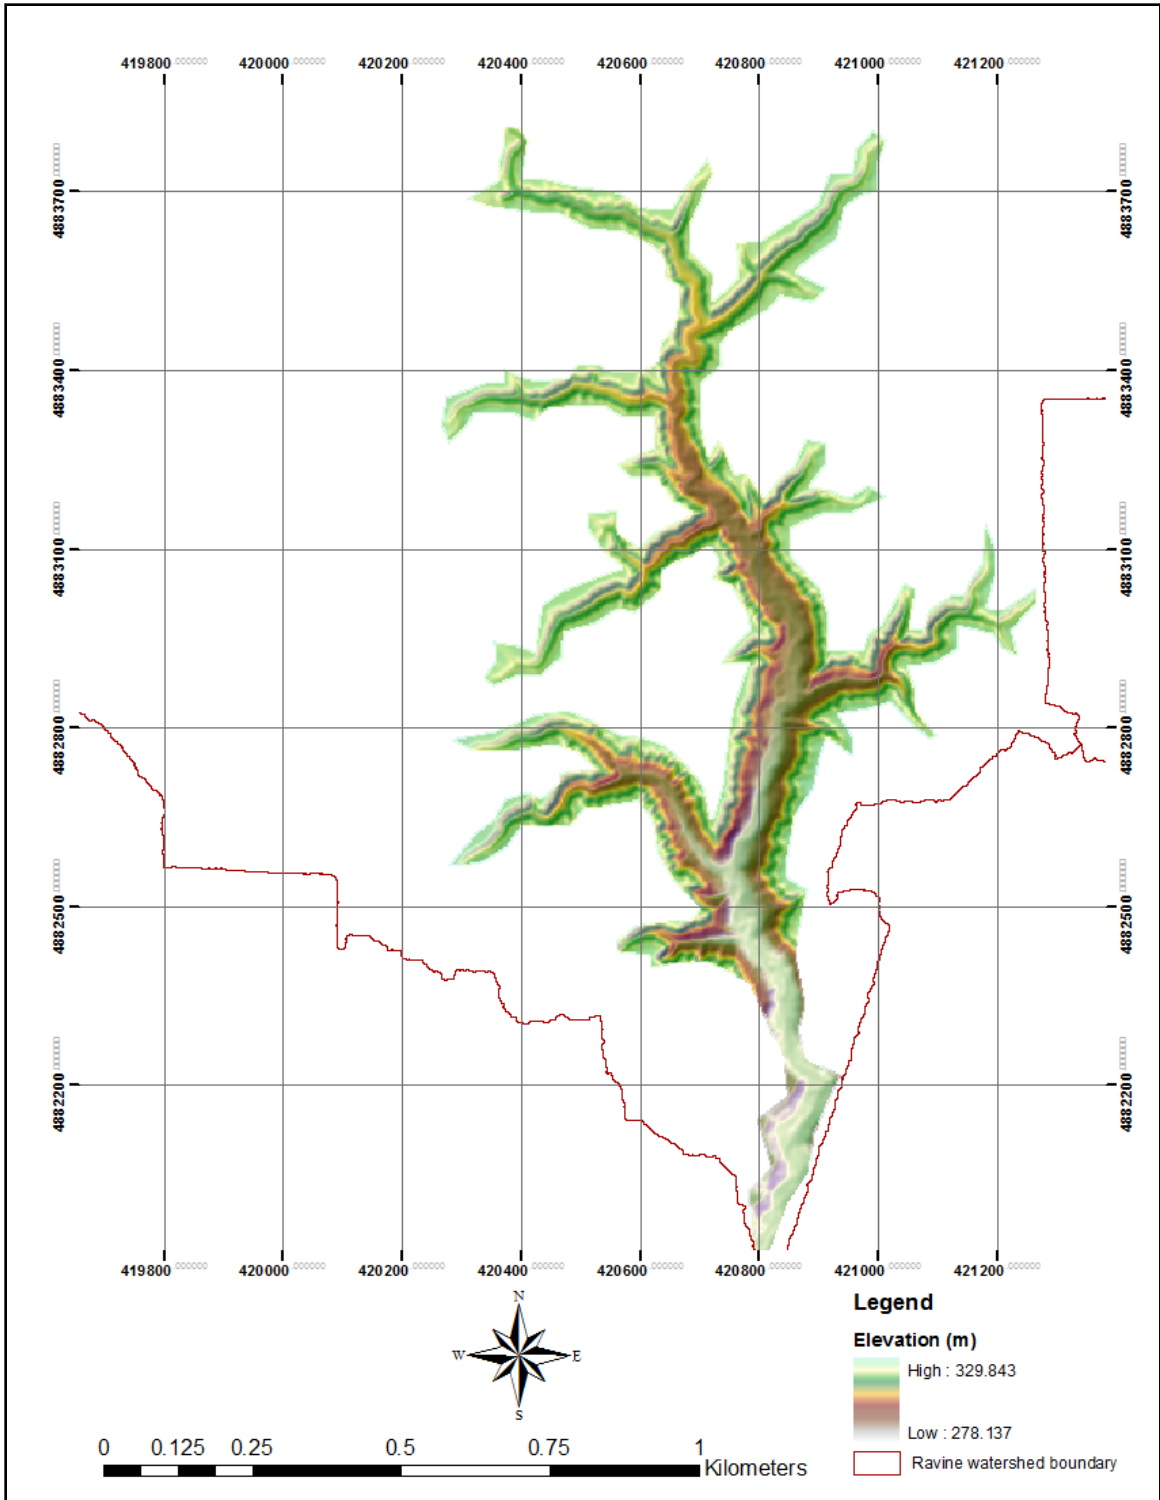 419800 420000 420200 420400 420600 420800 421000 421200
4883700 4883700
4883400 4883400
4883100 4883100
4882800 4882800
4882500 4882500
4882200 4882200
419800 420000 420200 420400 420600 420800 421000 421200
N
W E
S
Legend
Elevation (m)
High : 329.843
Low : 278.137
Ravine watershed boundary
0 0.125 0.25 0.5 0.75 1
Kilometers